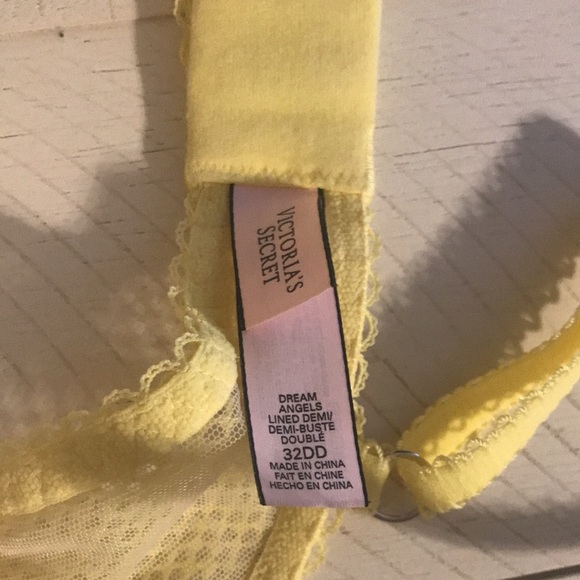 VICTORIA'S
SECRET
DREAM
ANGELS
LINED DEMI/
DEMI-BUSTE
DOUBLÉ
32DD
MADE IN CHINA
FAIT EN CHINE
HECHO EN CHINA